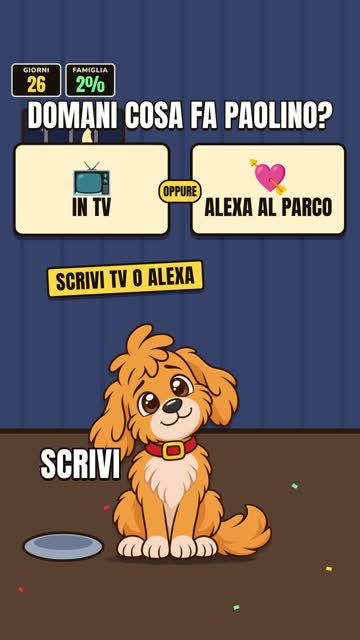 GIORNI
26
FAMIGLIA
2%
DOMANI COSA FA PAOLINO?
IN TV
OPPURE
ALEXA AL PARCO
SCRIVI TV O ALEXA
SCRIVI